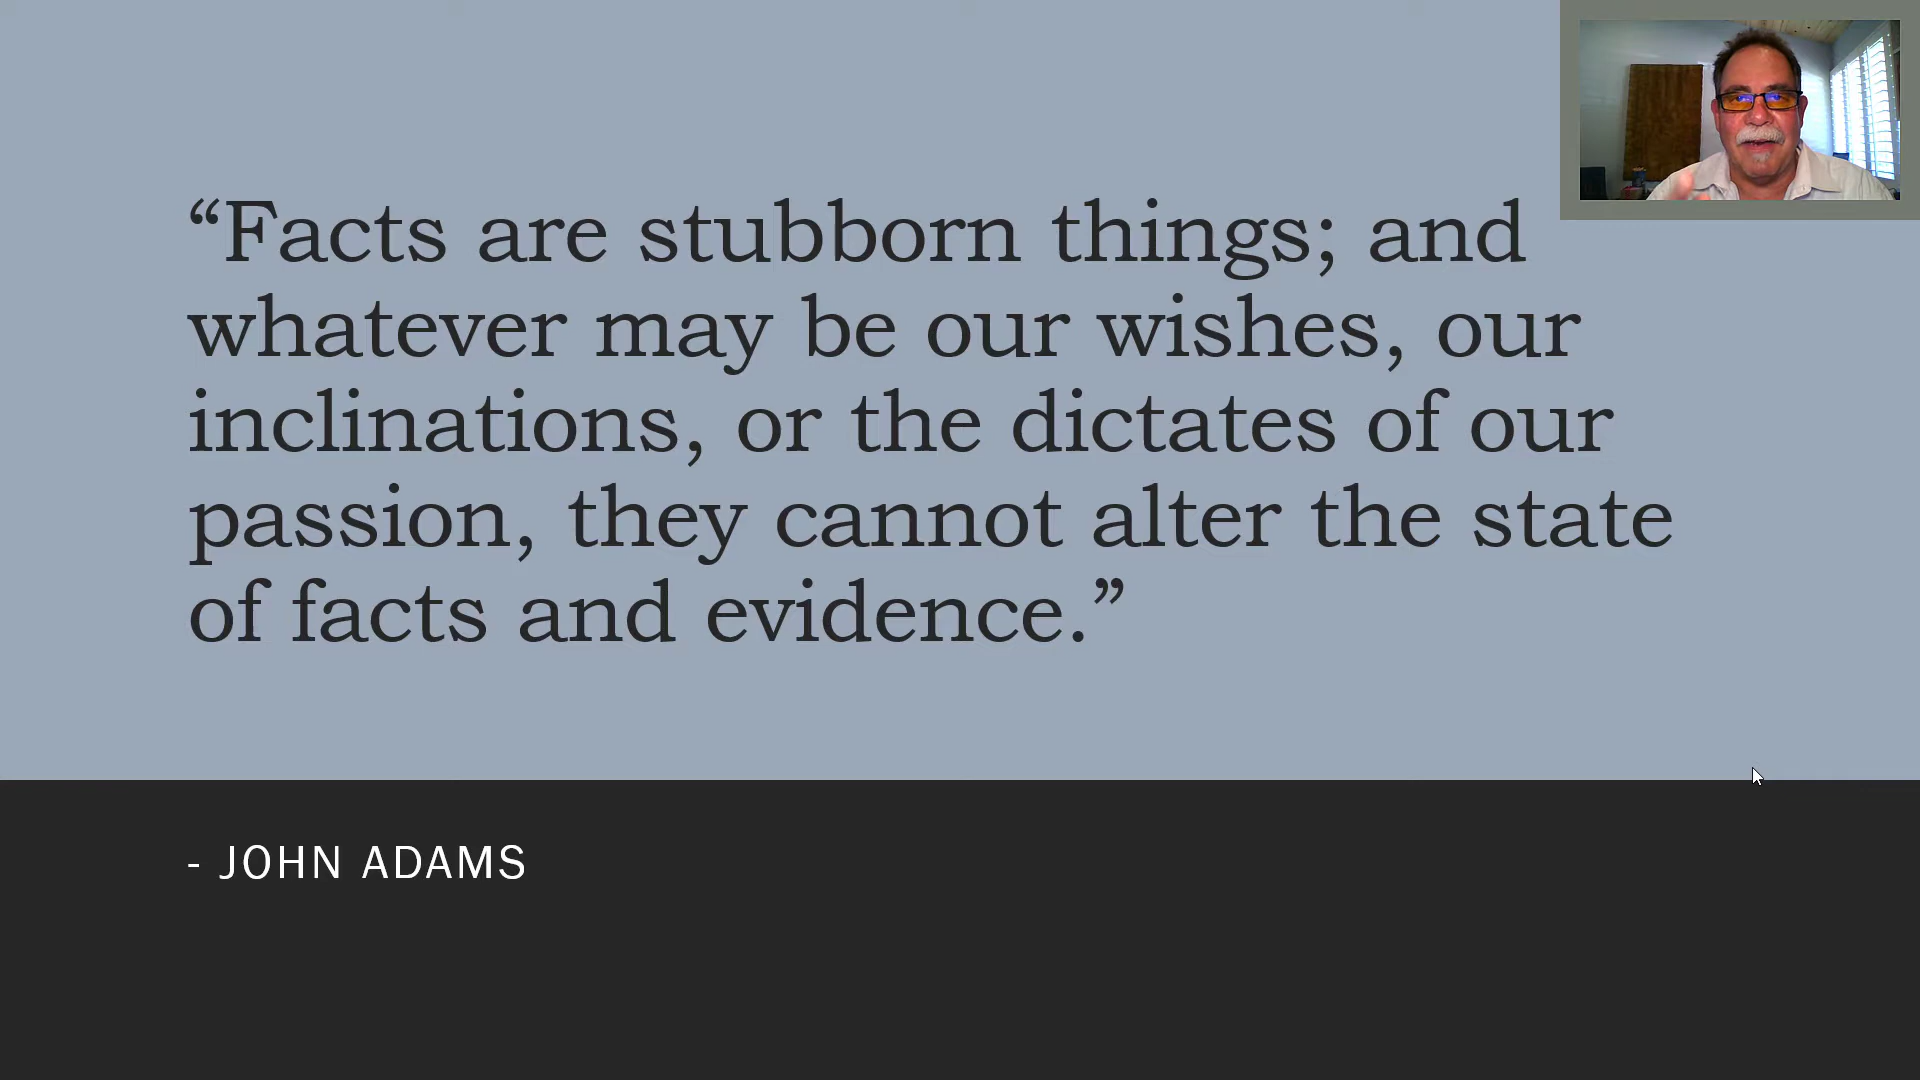 “Facts are stubborn things; and
whatever may be our wishes, our
inclinations, or the dictates of our
passion, they cannot alter the state
of facts and evidence.”
- JOHN ADAMS